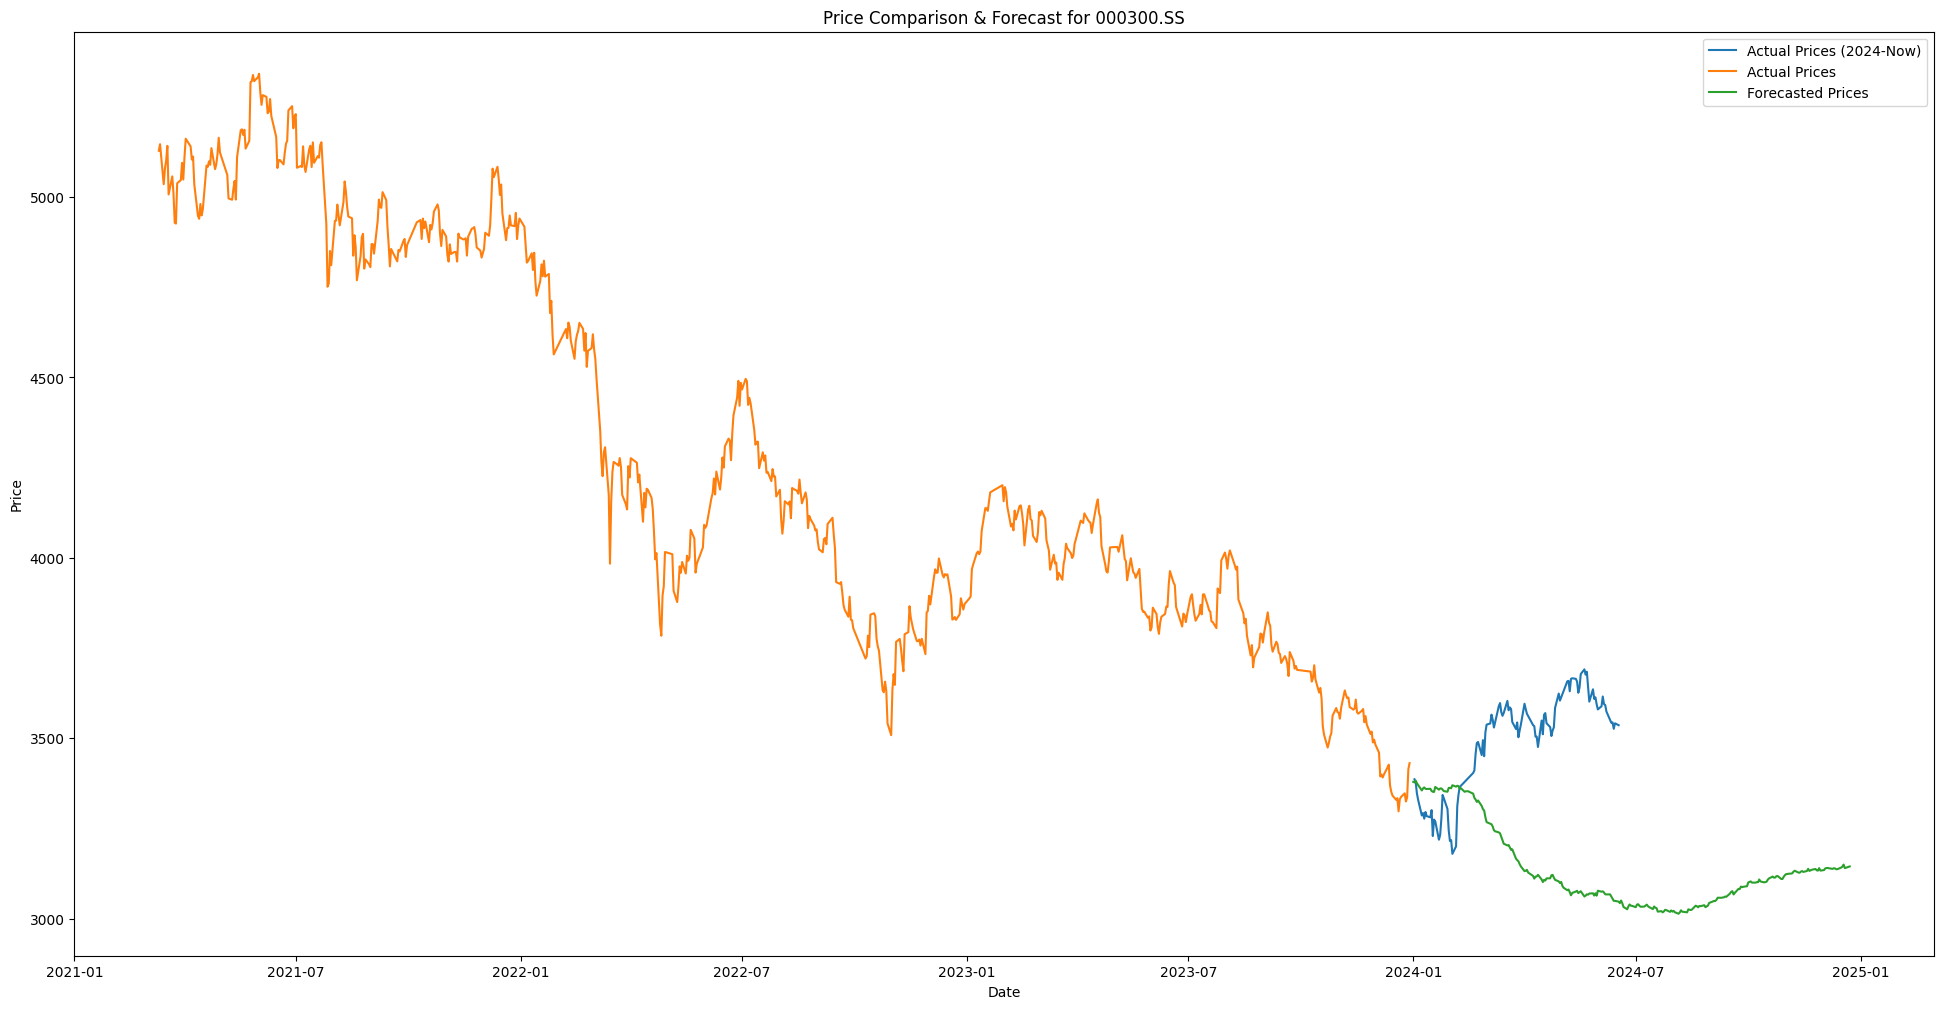 Price Comparison & Forecast for 000300.SS
Actual Prices (2024-Now)
Actual Prices
Forecasted Prices
Price
5000
4500
4000
3500
3000
2021-01 2021-07 2022-01 2022-07 2023-01 2023-07 2024-01 2024-07 2025-01
Date